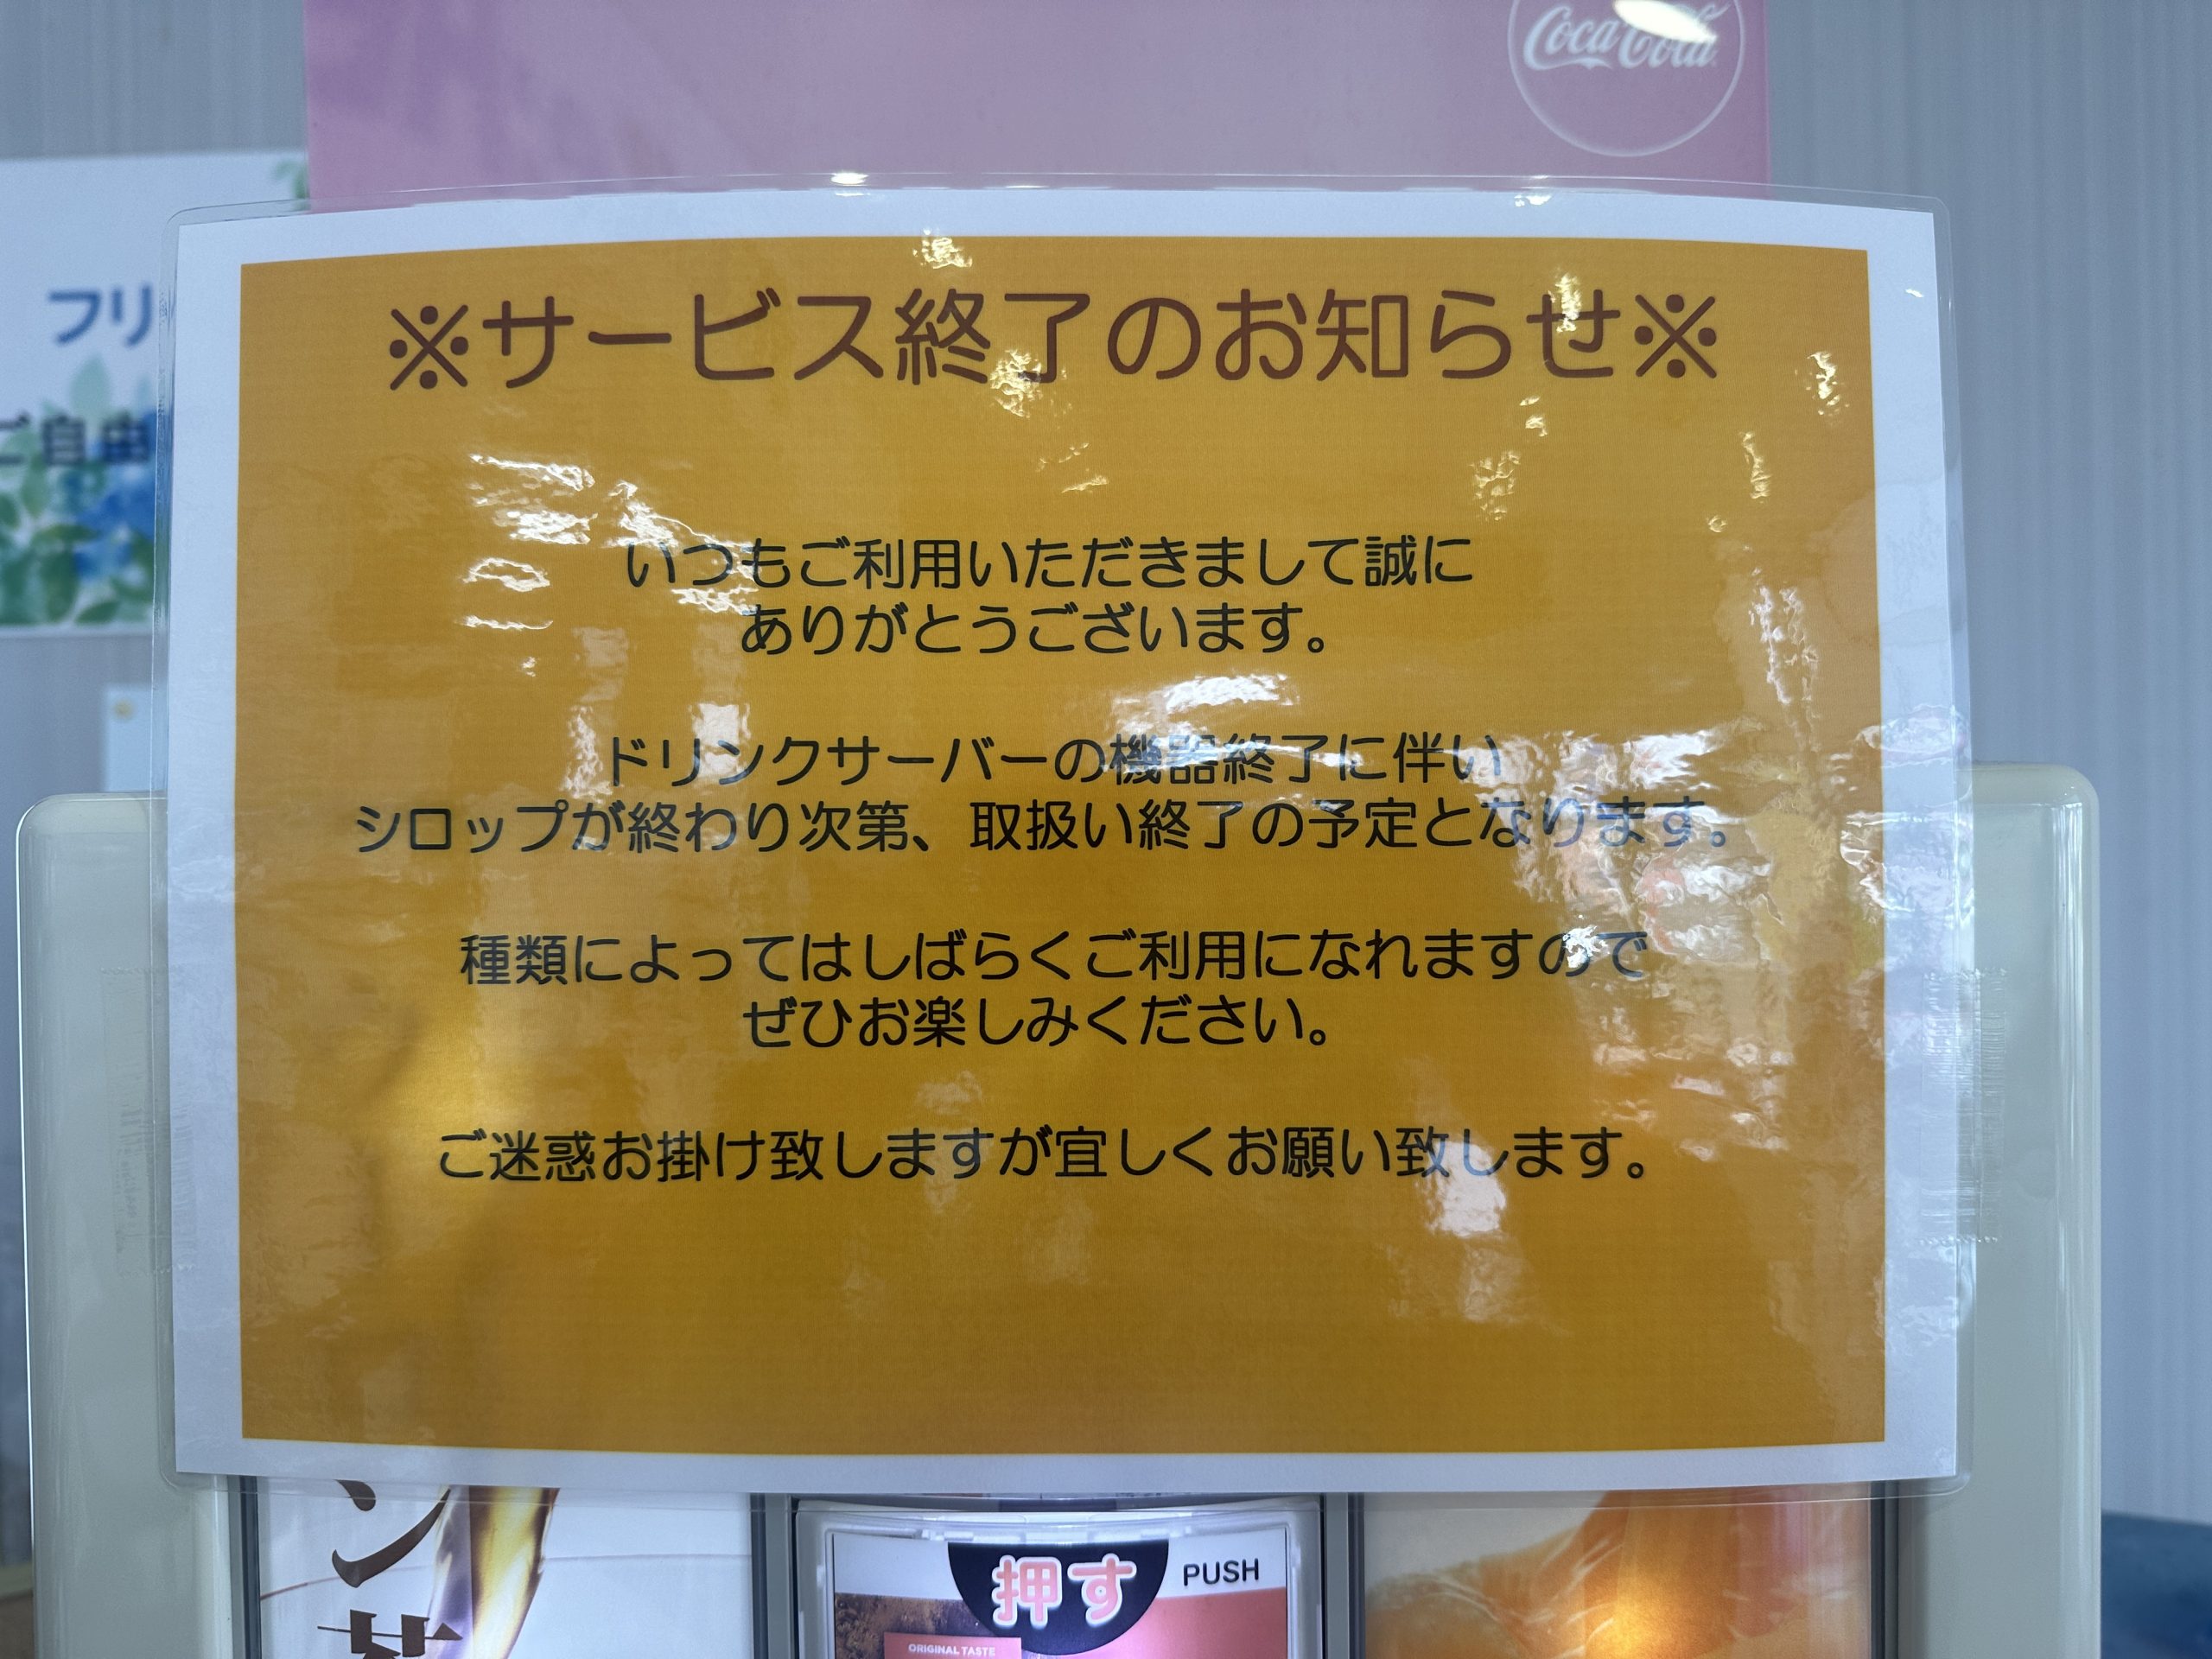 Coca-Cola
フリ
ご自由
※サービス終了のお知らせ※
いつもご利用いただきまして誠に
ありがとうございます。
ドリンクサーバーの機器終了に伴い
シロップが終わり次第、取扱い終了の予定となります。
種類によってはしばらくご利用になれますので
ぜひお楽しみください。
ご迷惑お掛け致しますが宜しくお願い致します。
ン
押す PUSH
ORIGINAL TASTE